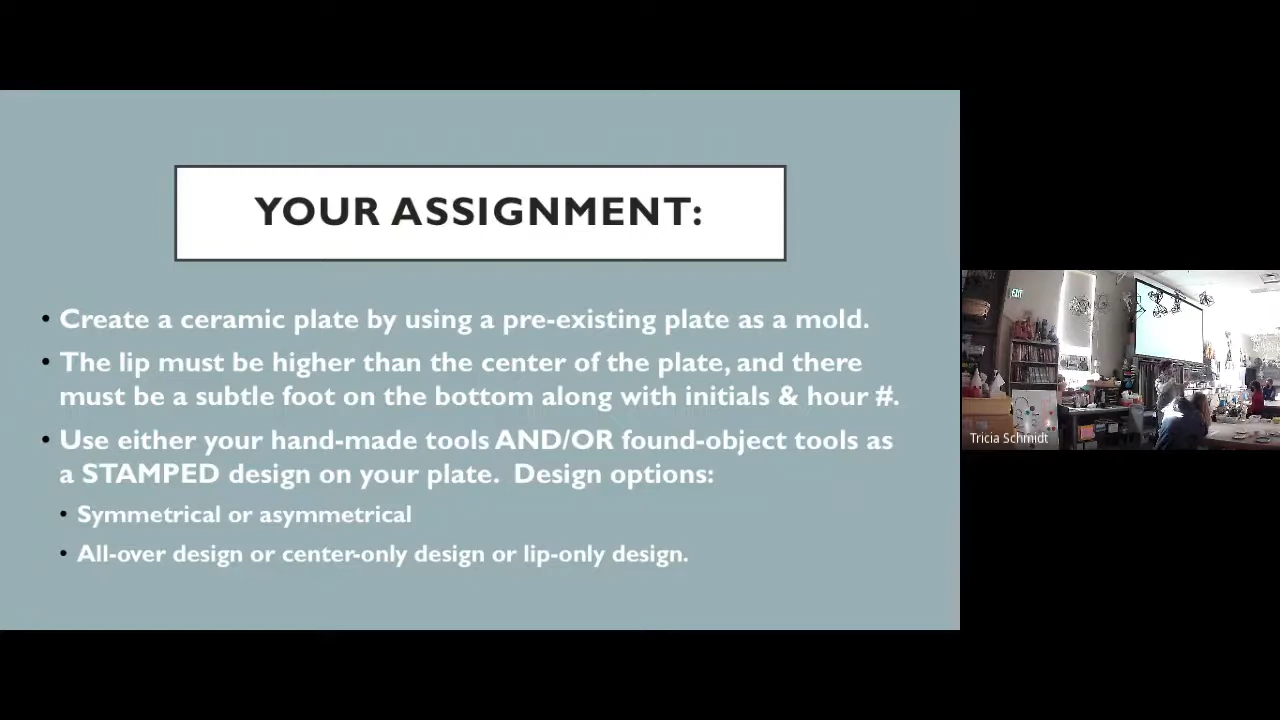 YOUR ASSIGNMENT:
• Create a ceramic plate by using a pre-existing plate as a mold.
• The lip must be higher than the center of the plate, and there
must be a subtle foot on the bottom along with initials & hour #.
• Use either your hand-made tools AND/OR found-object tools as
a STAMPED design on your plate.  Design options:
• Symmetrical or asymmetrical
• All-over design or center-only design or lip-only design.
EXIT
Tricia Schmidt